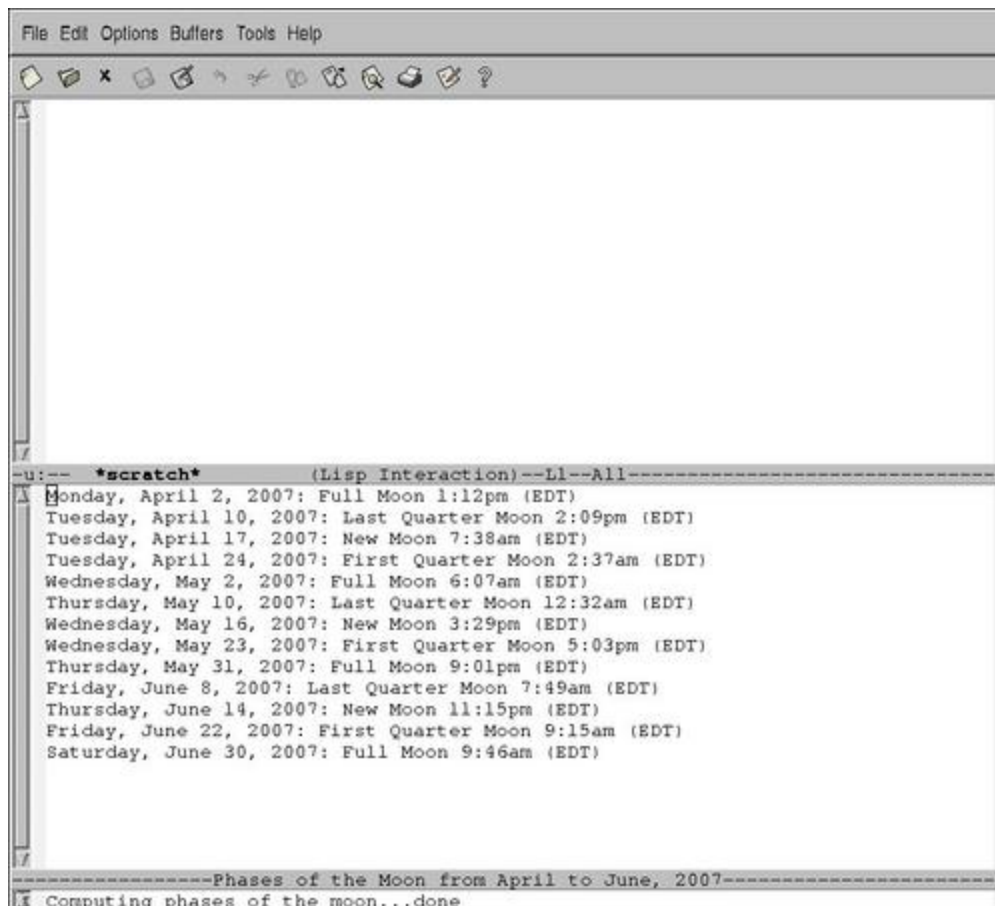 File Edit Options Buffers Tools Help
-u:-- *scratch* (Lisp Interaction)--L1--All--------------------------------
Monday, April 2, 2007: Full Moon 1:12pm (EDT)
Tuesday, April 10, 2007: Last Quarter Moon 2:09pm (EDT)
Tuesday, April 17, 2007: New Moon 7:38am (EDT)
Tuesday, April 24, 2007: First Quarter Moon 2:37am (EDT)
Wednesday, May 2, 2007: Full Moon 6:07am (EDT)
Thursday, May 10, 2007: Last Quarter Moon 12:32am (EDT)
Wednesday, May 16, 2007: New Moon 3:29pm (EDT)
Wednesday, May 23, 2007: First Quarter Moon 5:03pm (EDT)
Thursday, May 31, 2007: Full Moon 9:01pm (EDT)
Friday, June 8, 2007: Last Quarter Moon 7:49am (EDT)
Thursday, June 14, 2007: New Moon 11:15pm (EDT)
Friday, June 22, 2007: First Quarter Moon 9:15am (EDT)
Saturday, June 30, 2007: Full Moon 9:46am (EDT)
-----------------Phases of the Moon from April to June, 2007-----------------------
Computing phases of the moon...done